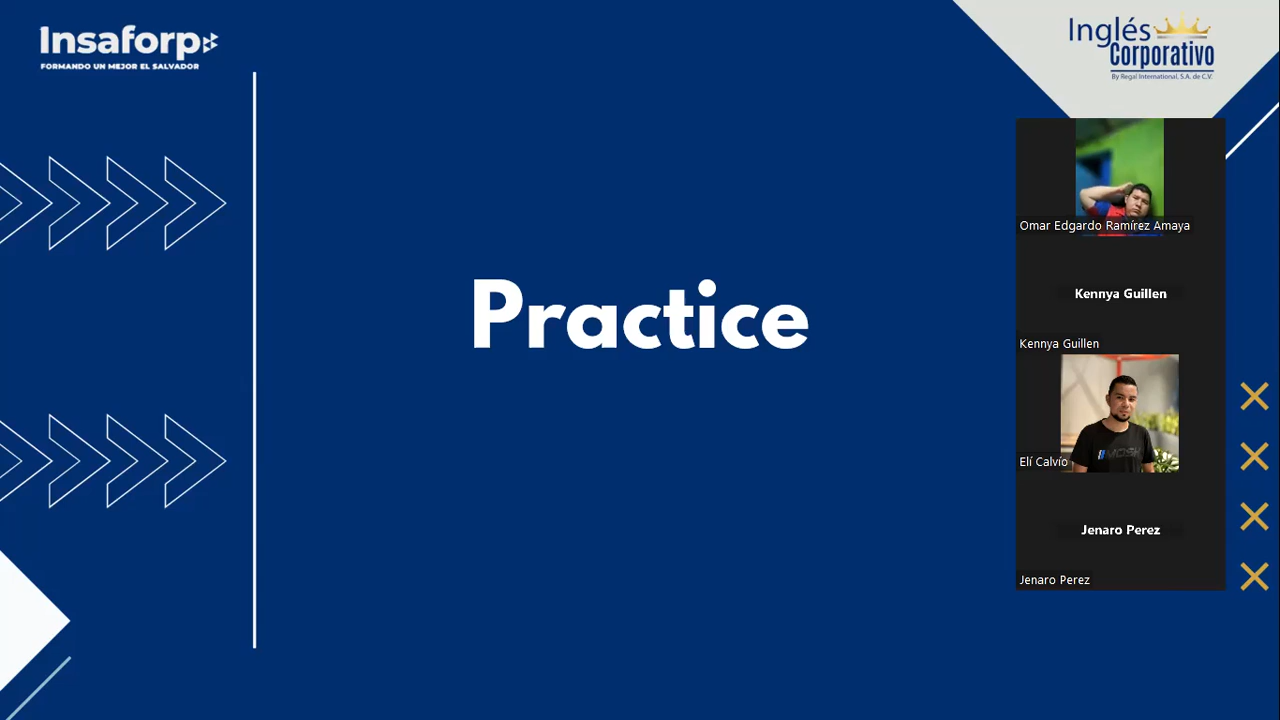 Insaforp
FORMANDO UN MEJOR EL SALVADOR
Inglés
Corporativo
By Regal International, S.A. de C.V.
Practice
Omar Edgardo Ramírez Amaya
Kennya Guillen
Kennya Guillen
Elí Calvío
Jenaro Perez
Jenaro Perez